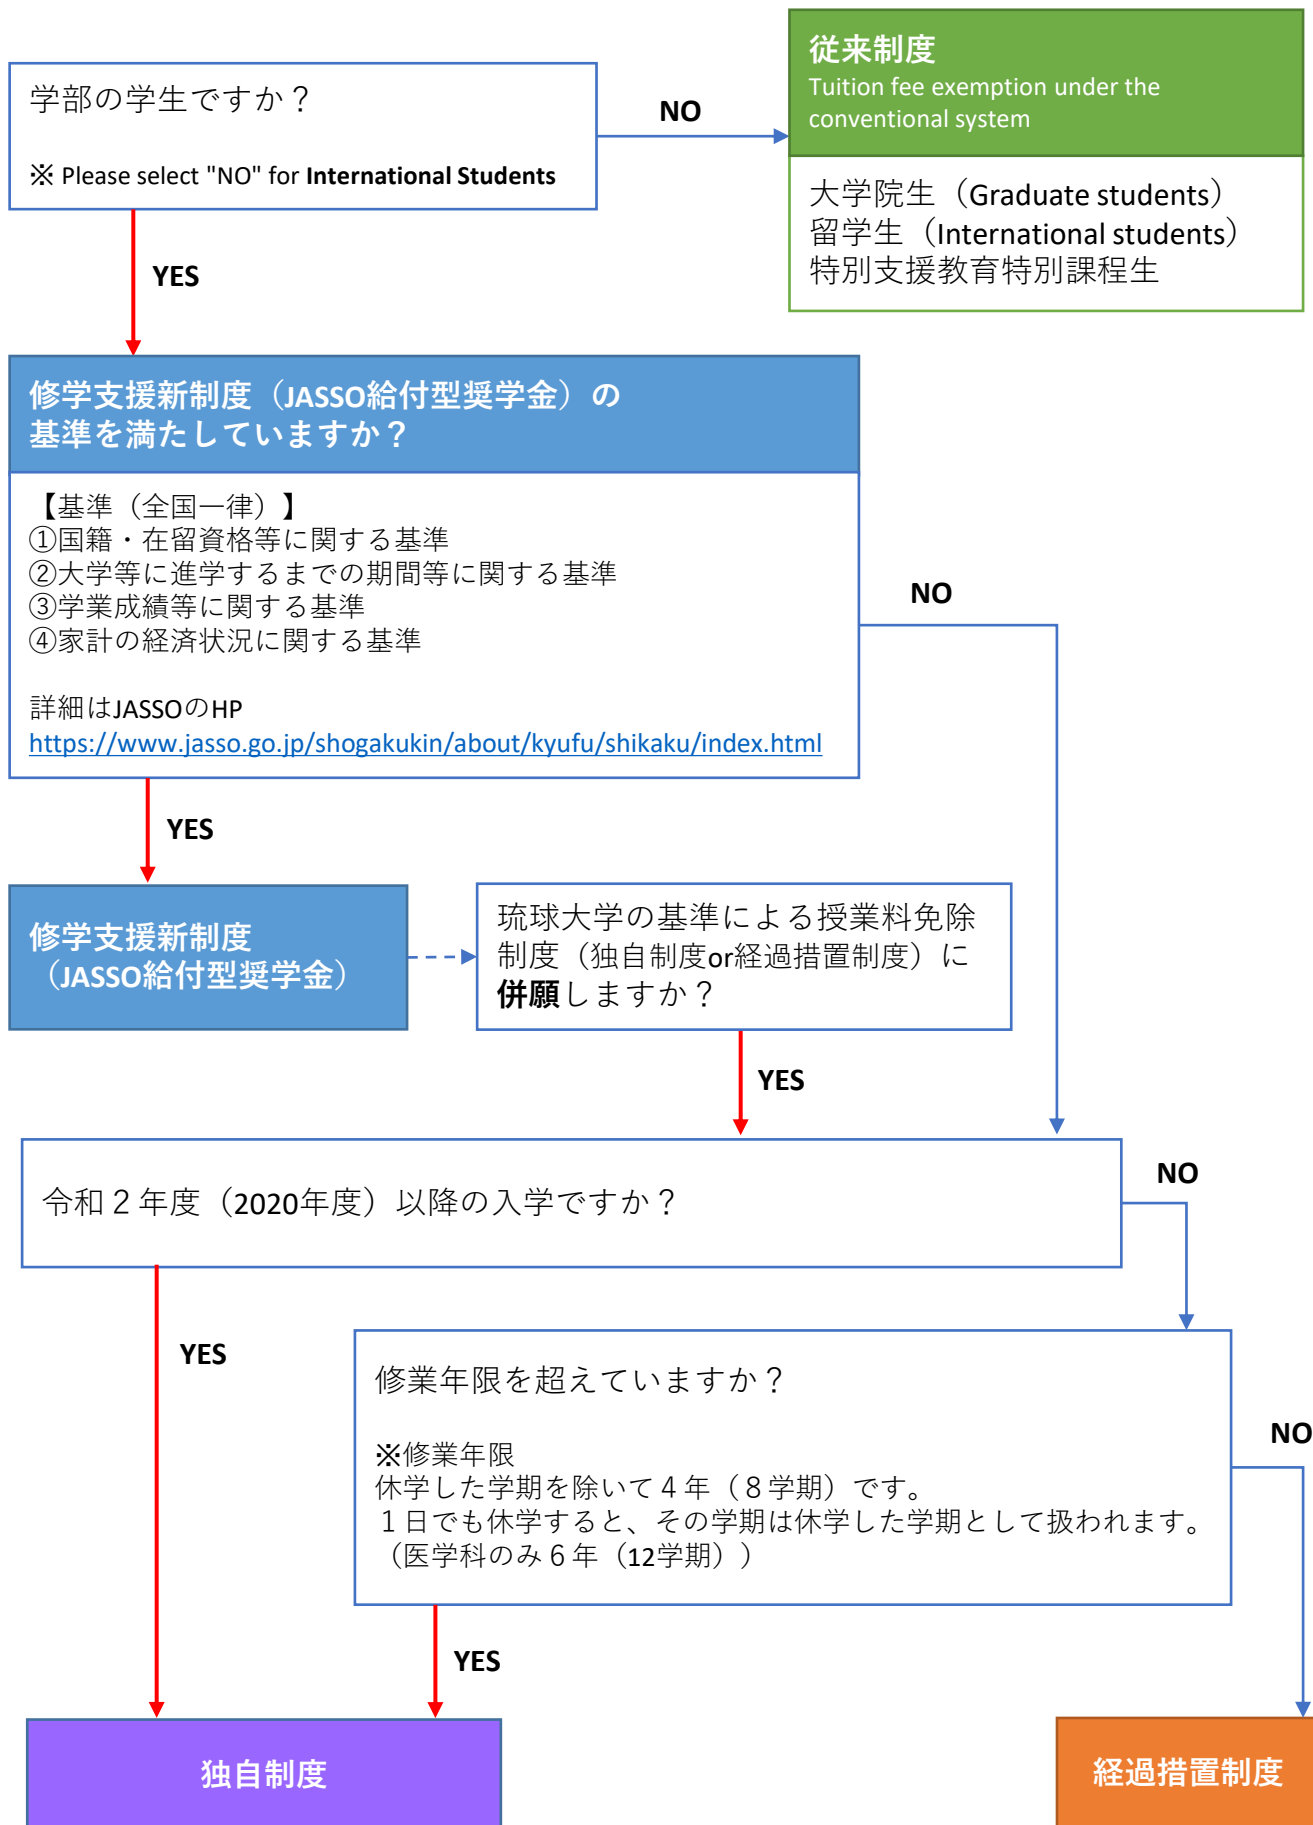 学部の学生ですか？
※ Please select "NO" for International Students
NO
従来制度
Tuition fee exemption under the
conventional system
大学院生（Graduate students）
留学生（International students）
特別支援教育特別課程生
YES
修学支援新制度（JASSO給付型奨学金）の
基準を満たしていますか？
【基準（全国一律）】
①国籍・在留資格等に関する基準
②大学等に進学するまでの期間等に関する基準
③学業成績等に関する基準
④家計の経済状況に関する基準
詳細はJASSOのHP
https://www.jasso.go.jp/shogakukin/about/kyufu/shikaku/index.html
NO
YES
修学支援新制度
（JASSO給付型奨学金）
琉球大学の基準による授業料免除
制度（独自制度or経過措置制度）に
併願しますか？
YES
令和２年度（2020年度）以降の入学ですか？
NO
YES
修業年限を超えていますか？
※修業年限
休学した学期を除いて４年（８学期）です。
１日でも休学すると、その学期は休学した学期として扱われます。
（医学科のみ６年（12学期））
NO
YES
独自制度
経過措置制度